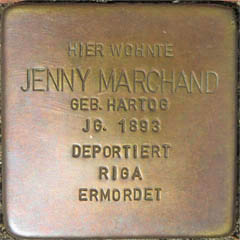 HIER WOHNTE
JENNY MARCHAND
GEB. HARTOG
JG. 1893
DEPORTIERT
RIGA
ERMORDET